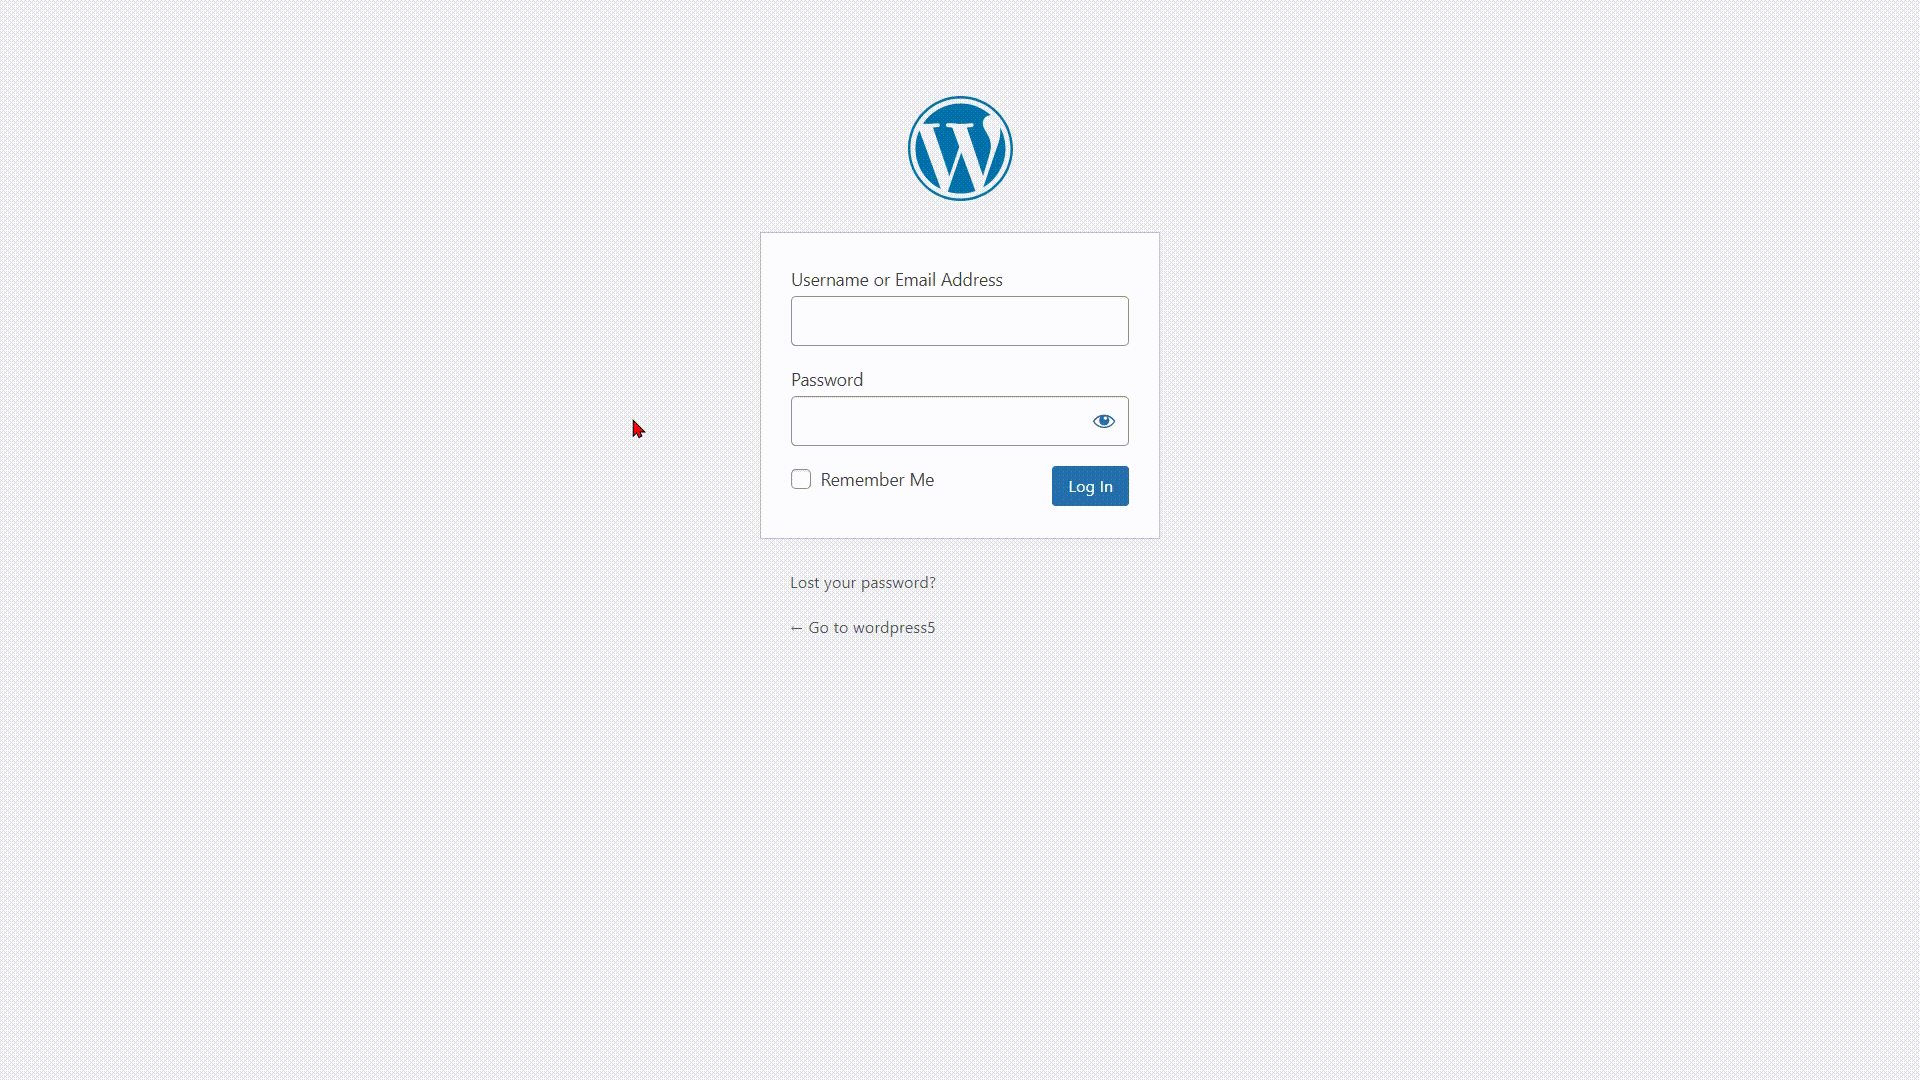 Username or Email Address
Password
Remember Me
Log In
Lost your password?
← Go to wordpress5